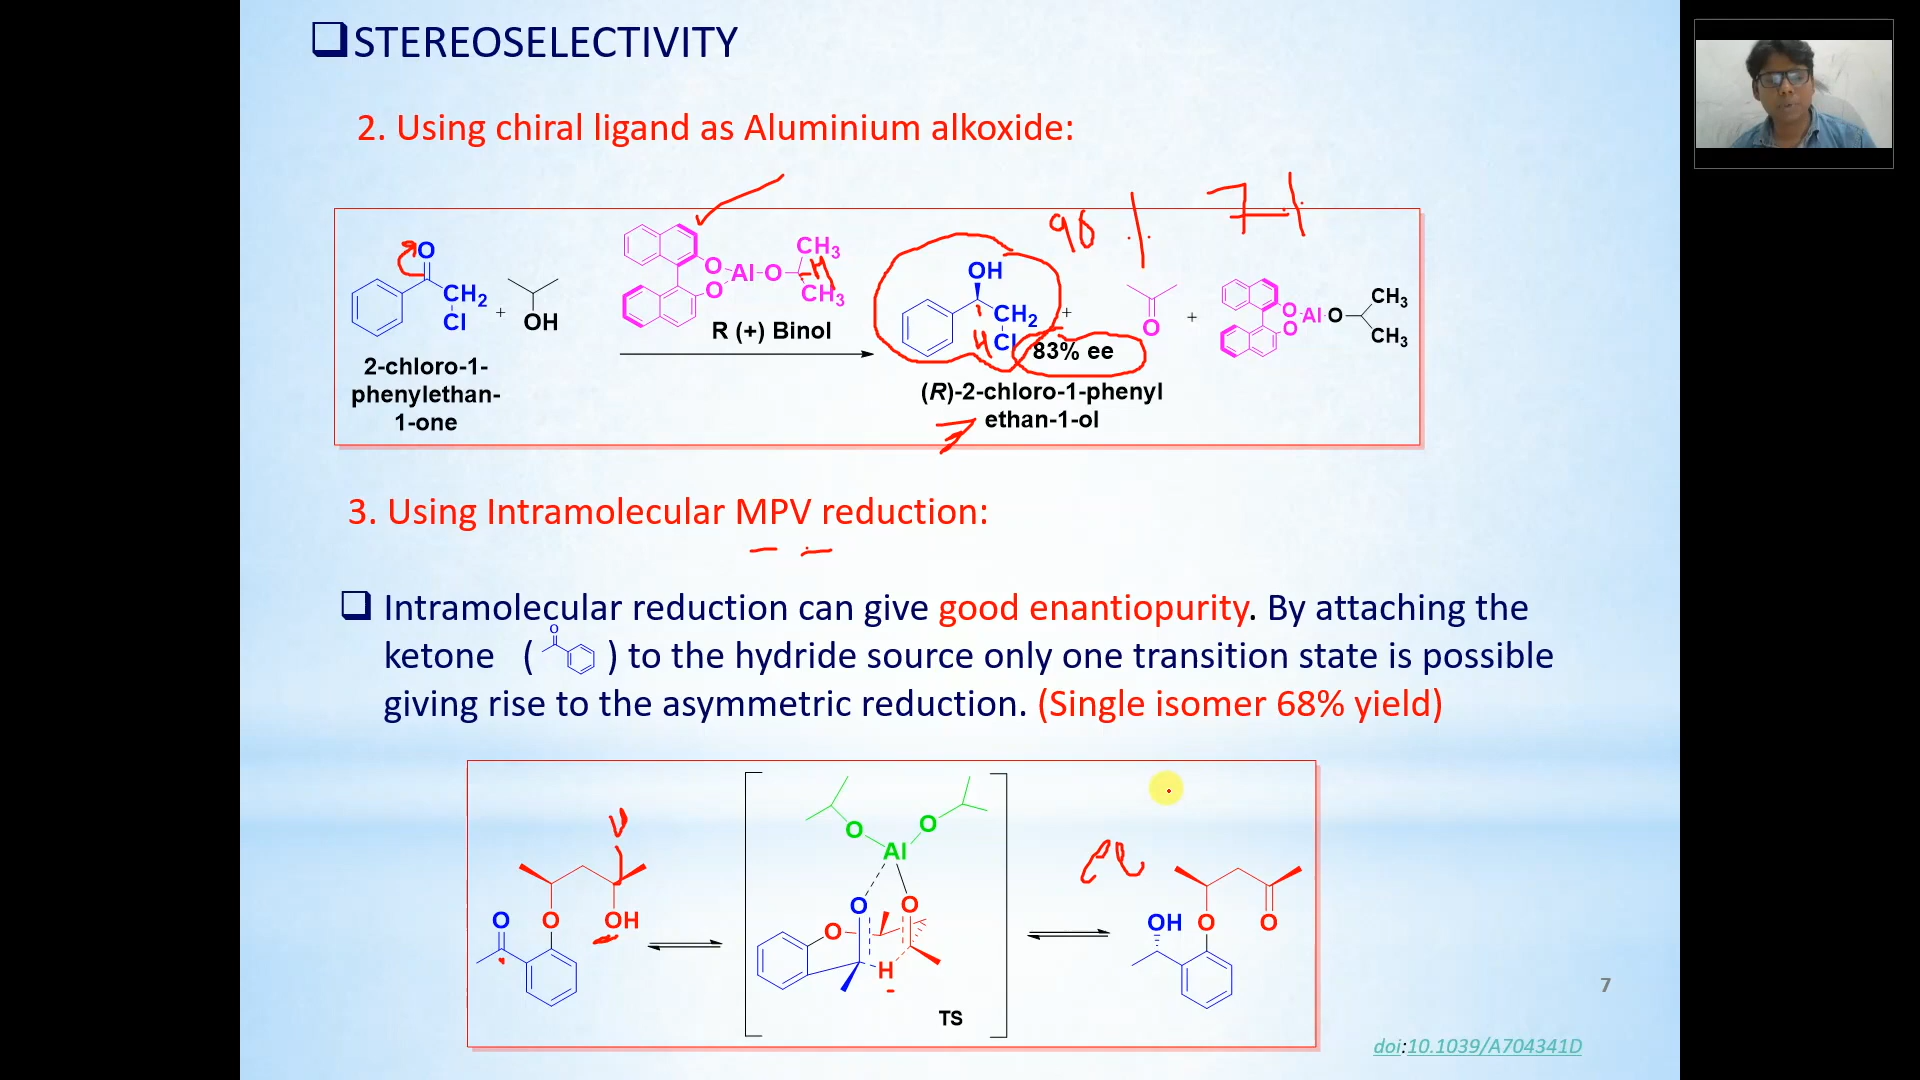 ❑STEREOSELECTIVITY
2. Using chiral ligand as Aluminium alkoxide:
98 % 7 %
O
CH2
Cl
+
OH
2-chloro-1-
phenylethan-
1-one
O
O
Al-O
CH3
H
CH3
R (+) Binol
OH
CH2
Cl
H
83% ee
(R)-2-chloro-1-phenyl
ethan-1-ol
+
O
+
O
O
Al-O
CH3
CH3
3. Using Intramolecular MPV reduction:
❑ Intramolecular reduction can give good enantiopurity. By attaching the
ketone ( O ) to the hydride source only one transition state is possible
giving rise to the asymmetric reduction. (Single isomer 68% yield)
O
O
OH
O
O
Al
O
O
O
H
TS
OH
O
O
7
doi:10.1039/A704341D